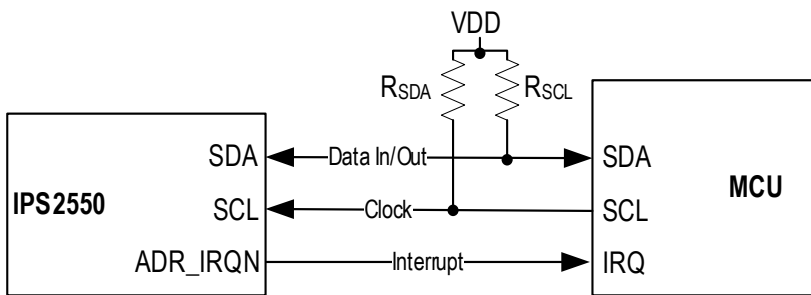 VDD
RSDA RSCL
SDA Data In/Out SDA
IPS2550 MCU
SCL Clock SCL
ADR_IRQN Interrupt IRQ